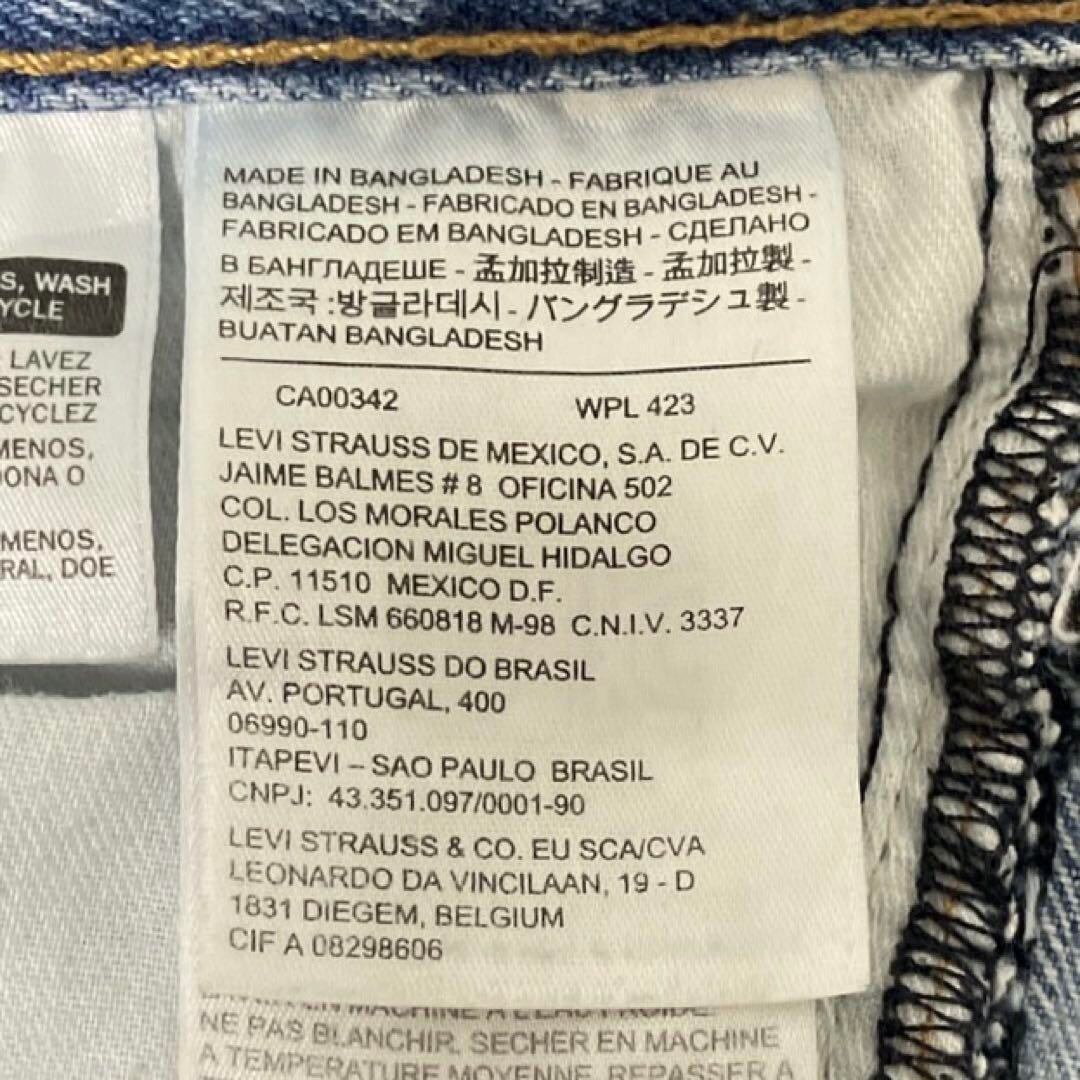 S, WASH
YCLE
LAVEZ
SECHER
CYCLEZ
MENOS,
DONA O
MENOS,
RAL, DOE
MADE IN BANGLADESH - FABRIQUE AU
BANGLADESH - FABRICADO EN BANGLADESH -
FABRICADO EM BANGLADESH - СДЕЛАНО
В БАНГЛАДЕШЕ - 孟加拉制造 - 孟加拉製 -
제조국 :방글라데시 - バングラデシュ製 -
BUATAN BANGLADESH
CA00342 WPL 423
LEVI STRAUSS DE MEXICO, S.A. DE C.V.
JAIME BALMES # 8 OFICINA 502
COL. LOS MORALES POLANCO
DELEGACION MIGUEL HIDALGO
C.P. 11510 MEXICO D.F.
R.F.C. LSM 660818 M-98 C.N.I.V. 3337
LEVI STRAUSS DO BRASIL
AV. PORTUGAL, 400
06990-110
ITAPEVI – SAO PAULO BRASIL
CNPJ: 43.351.097/0001-90
LEVI STRAUSS & CO. EU SCA/CVA
LEONARDO DA VINCILAAN, 19 - D
1831 DIEGEM, BELGIUM
CIF A 08298606
EN MACHINE A L'EAU FROIDE.
NE PAS BLANCHIR. SECHER EN MACHINE
A TEMPERATURE MOYENNE. REPASSER A